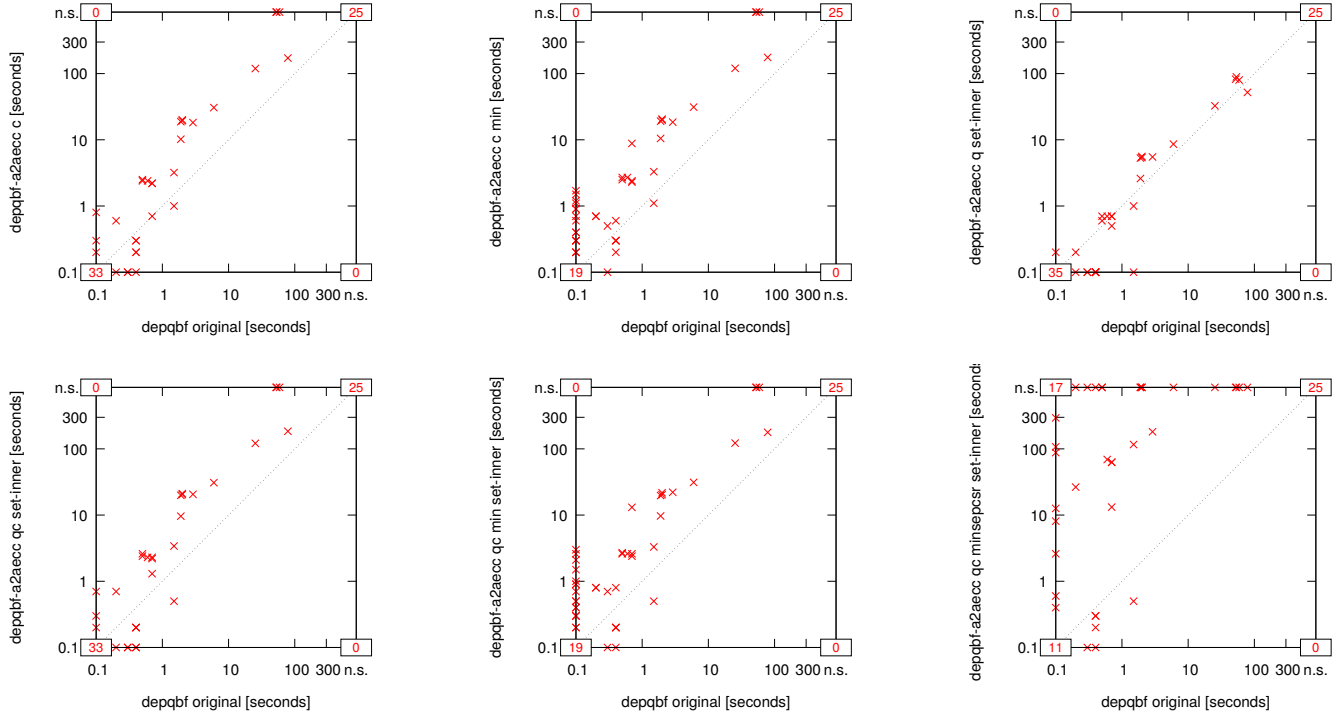 n.s. 0 25
300
100
10
1
0.1 33 0
0.1 1 10 100 300 n.s.
depqbf-a2aecc c [seconds]
depqbf original [seconds]
n.s. 0 25
300
100
10
1
0.1 19 0
0.1 1 10 100 300 n.s.
depqbf-a2aecc c min [seconds]
depqbf original [seconds]
n.s. 0 25
300
100
10
1
0.1 35 0
0.1 1 10 100 300 n.s.
depqbf-a2aecc q set-inner [seconds]
depqbf original [seconds]
n.s. 0 25
300
100
10
1
0.1 33 0
0.1 1 10 100 300 n.s.
depqbf-a2aecc qc set-inner [seconds]
depqbf original [seconds]
n.s. 0 25
300
100
10
1
0.1 19 0
0.1 1 10 100 300 n.s.
depqbf-a2aecc qc min set-inner [seconds]
depqbf original [seconds]
n.s. 17 25
300
100
10
1
0.1 11 0
0.1 1 10 100 300 n.s.
depqbf-a2aecc qc minsepcsr set-inner [second
depqbf original [seconds]